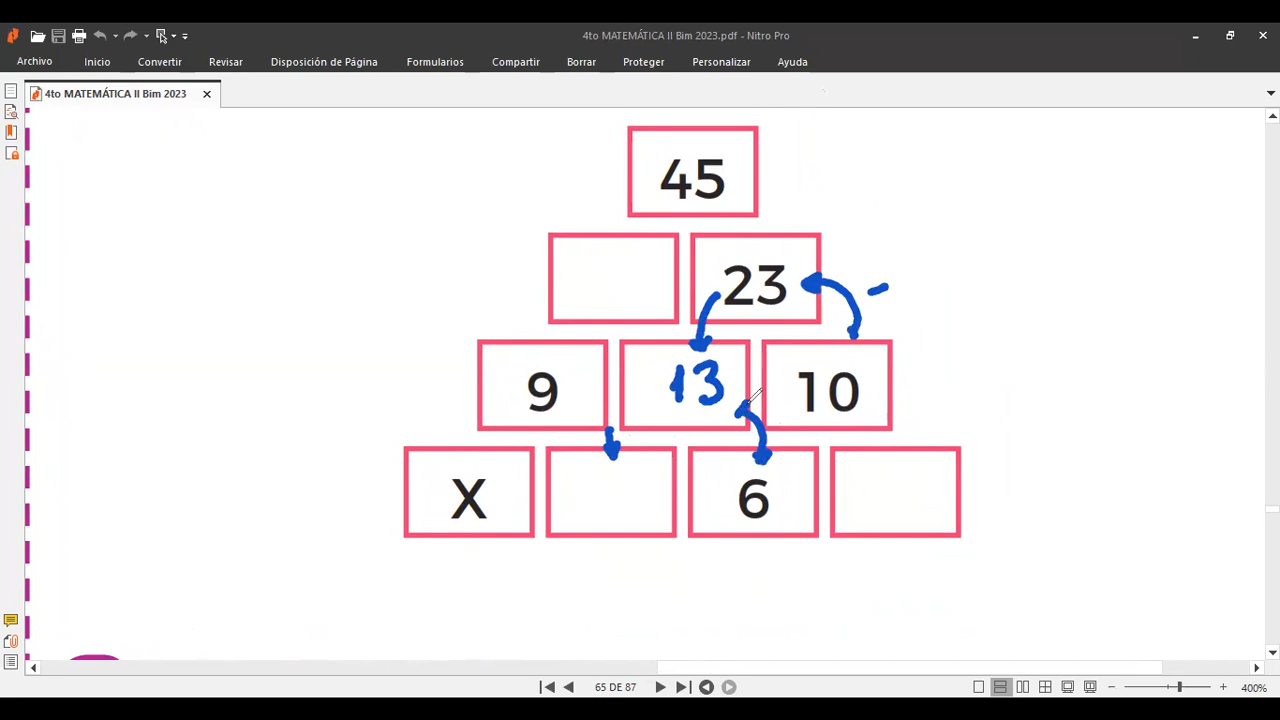 4to MATEMÁTICA II Bim 2023.pdf - Nitro Pro
Archivo Inicio Convertir Revisar Disposición de Página Formularios Compartir Borrar Proteger Personalizar Ayuda
4to MATEMÁTICA II Bim 2023
45
23 -
9 13 10
X 6
65 DE 87 400%